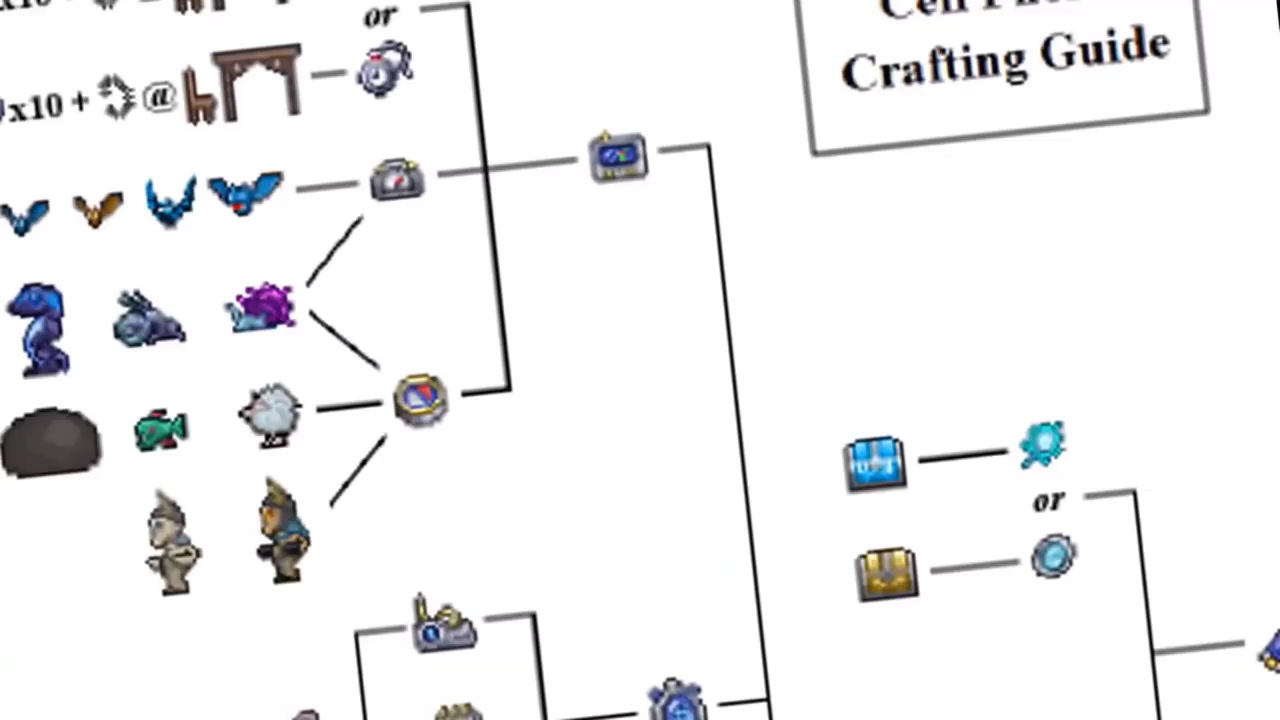 or
x10 + @
Crafting Guide
or